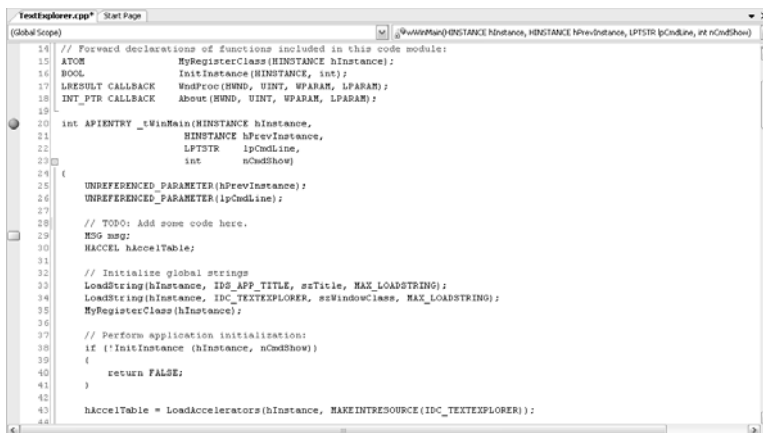 TextExplorer.cpp* Start Page
(Global Scope) wWinMain(HINSTANCE hInstance, HINSTANCE hPrevInstance, LPTSTR lpCmdLine, int nCmdShow)
14 // Forward declarations of functions included in this code module:
15 ATOM MyRegisterClass(HINSTANCE hInstance);
16 BOOL InitInstance(HINSTANCE, int);
17 LRESULT CALLBACK WndProc(HWND, UINT, WPARAM, LPARAM);
18 INT_PTR CALLBACK About(HWND, UINT, WPARAM, LPARAM);
19
20 int APIENTRY _tWinMain(HINSTANCE hInstance,
21 HINSTANCE hPrevInstance,
22 LPTSTR lpCmdLine,
23 int nCmdShow)
24 {
25 UNREFERENCED_PARAMETER(hPrevInstance);
26 UNREFERENCED_PARAMETER(lpCmdLine);
27
28 // TODO: Add some code here.
29 MSG msg;
30 HACCEL hAccelTable;
31
32 // Initialize global strings
33 LoadString(hInstance, IDS_APP_TITLE, szTitle, MAX_LOADSTRING);
34 LoadString(hInstance, IDC_TEXTEXPLORER, szWindowClass, MAX_LOADSTRING);
35 MyRegisterClass(hInstance);
36
37 // Perform application initialization:
38 if (!InitInstance (hInstance, nCmdShow))
39 {
40 return FALSE;
41 }
42
43 hAccelTable = LoadAccelerators(hInstance, MAKEINTRESOURCE(IDC_TEXTEXPLORER));
44